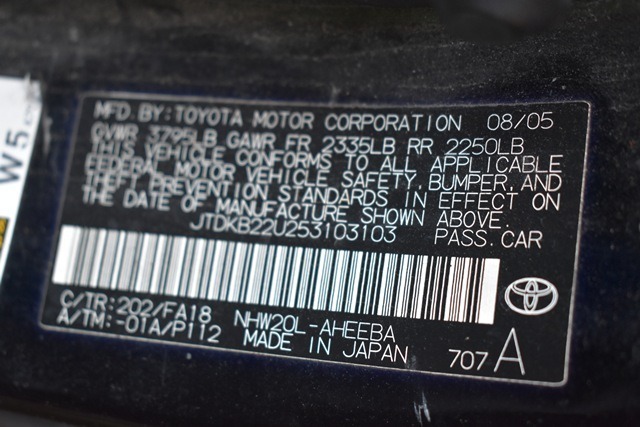 W5
MFD.BY:TOYOTA MOTOR CORPORATION 08/05
GVWR 3795LB GAWR FR 2335LB RR 2250LB
THIS VEHICLE CONFORMS TO ALL APPLICABLE
FEDERAL MOTOR VEHICLE SAFETY,BUMPER,AND
THEFT PREVENTION STANDARDS IN EFFECT ON
THE DATE OF MANUFACTURE SHOWN ABOVE.
JTDKB22U253103103 PASS.CAR
C/TR:202/FA18 NHW20L-AHEEBA
A/TM:-01A/P112 MADE IN JAPAN 707 A